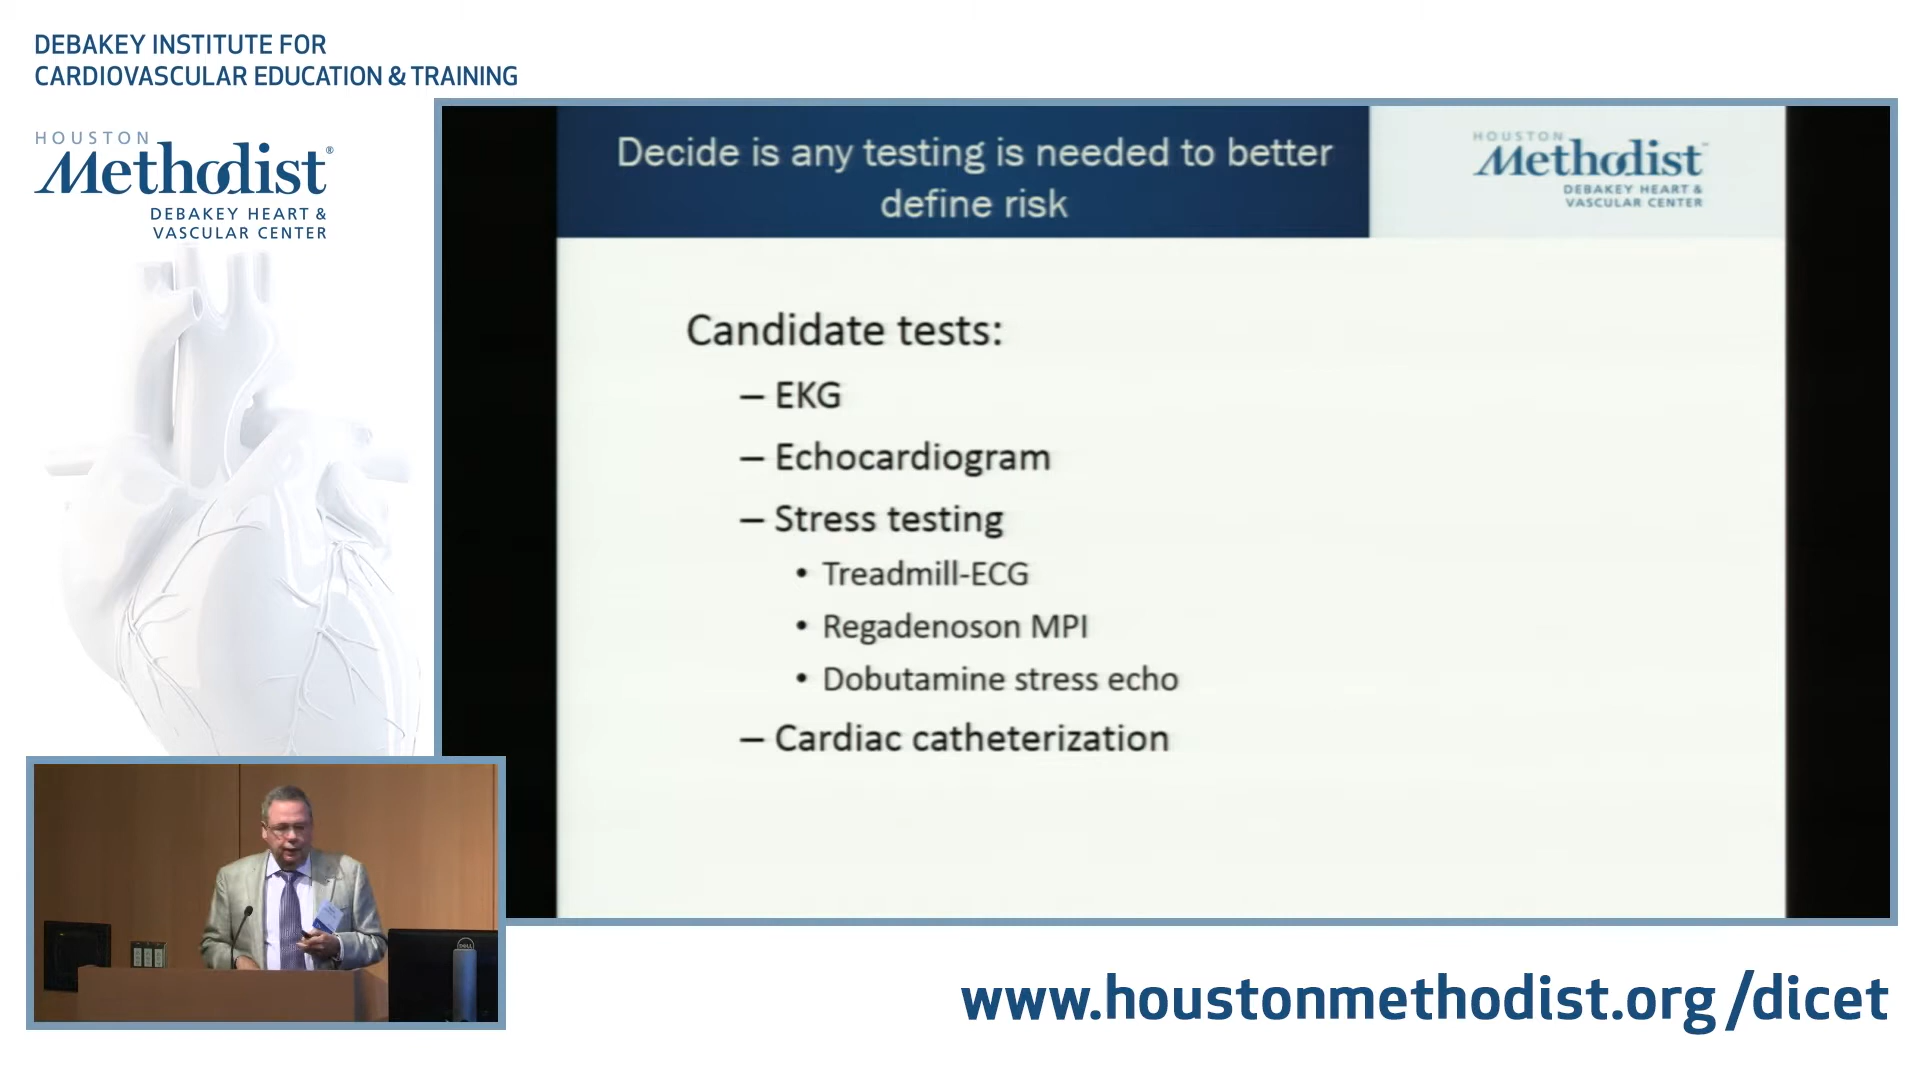 DEBAKEY INSTITUTE FOR
CARDIOVASCULAR EDUCATION & TRAINING
HOUSTON
Methodist®
DEBAKEY HEART &
VASCULAR CENTER
Decide is any testing is needed to better
define risk
HOUSTON
Methodist
DEBAKEY HEART &
VASCULAR CENTER
Candidate tests:
– EKG
– Echocardiogram
– Stress testing
• Treadmill-ECG
• Regadenoson MPI
• Dobutamine stress echo
– Cardiac catheterization
DELL
www.houstonmethodist.org/dicet